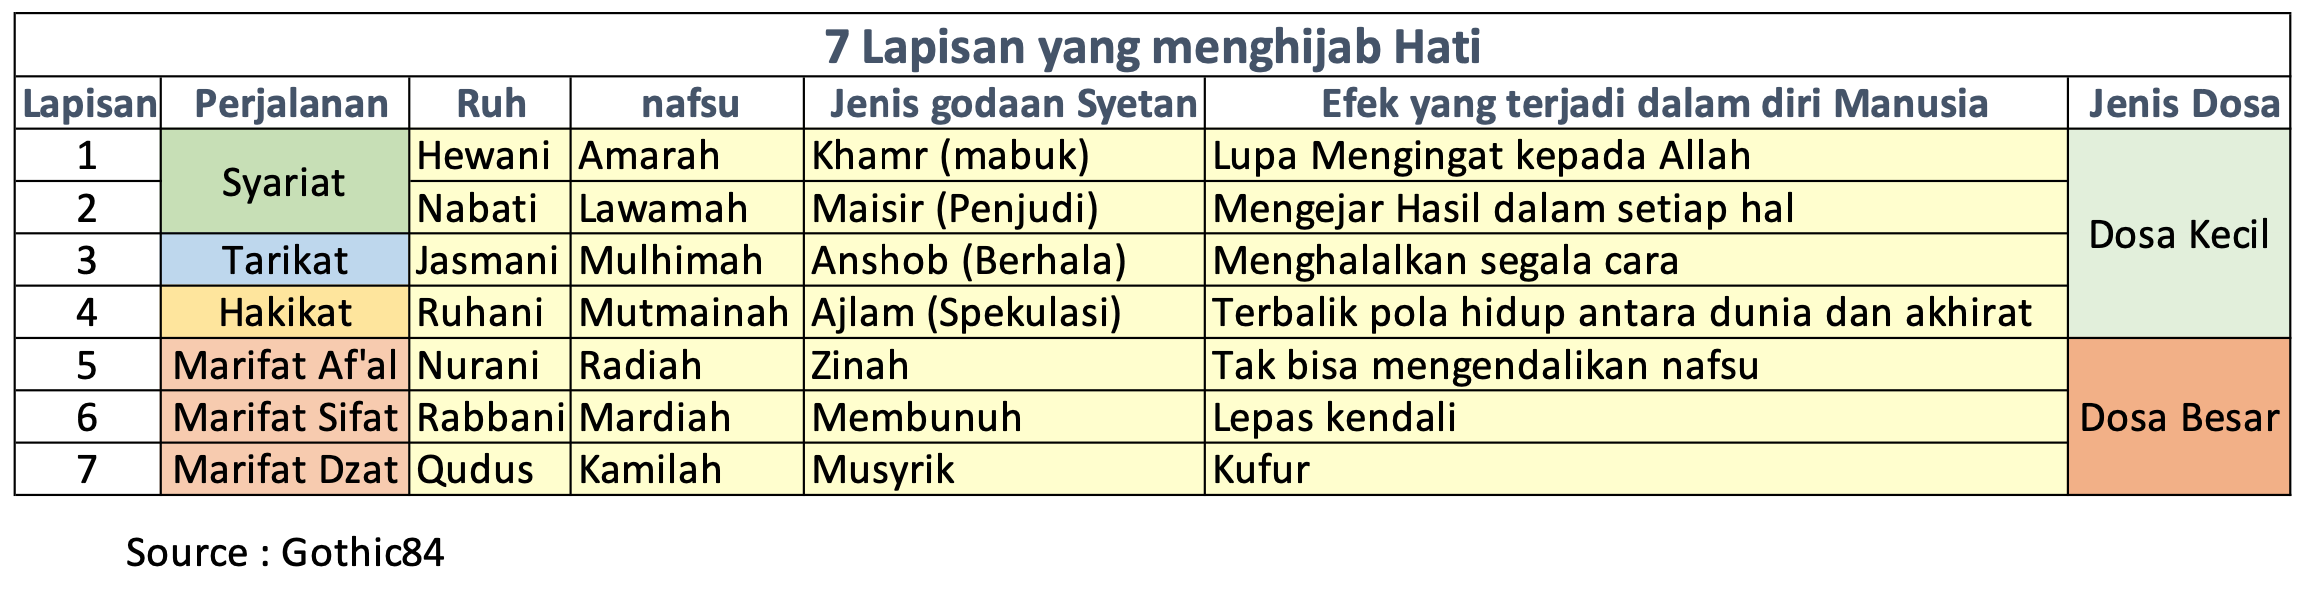 7 Lapisan yang menghijab Hati
Lapisan Perjalanan Ruh nafsu Jenis godaan Syetan Efek yang terjadi dalam diri Manusia Jenis Dosa
1 Syariat Hewani Amarah Khamr (mabuk) Lupa Mengingat kepada Allah Dosa Kecil
2 Nabati Lawamah Maisir (Penjudi) Mengejar Hasil dalam setiap hal
3 Tarikat Jasmani Mulhimah Anshob (Berhala) Menghalalkan segala cara
4 Hakikat Ruhani Mutmainah Ajlam (Spekulasi) Terbalik pola hidup antara dunia dan akhirat
5 Marifat Af'al Nurani Radiah Zinah Tak bisa mengendalikan nafsu Dosa Besar
6 Marifat Sifat Rabbani Mardiah Membunuh Lepas kendali
7 Marifat Dzat Qudus Kamilah Musyrik Kufur
Source : Gothic84